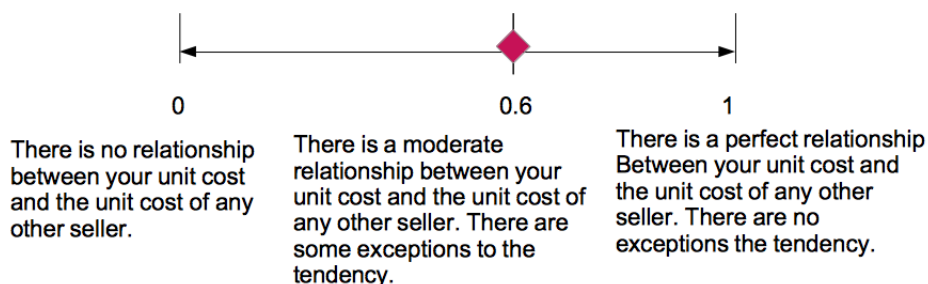 0
0.6
1
There is no relationship
between your unit cost
and the unit cost of any
other seller.
There is a moderate
relationship between your
unit cost and the unit cost of
any other seller. There are
some exceptions to the
tendency.
There is a perfect relationship
Between your unit cost and
the unit cost of any other
seller. There are no
exceptions the tendency.